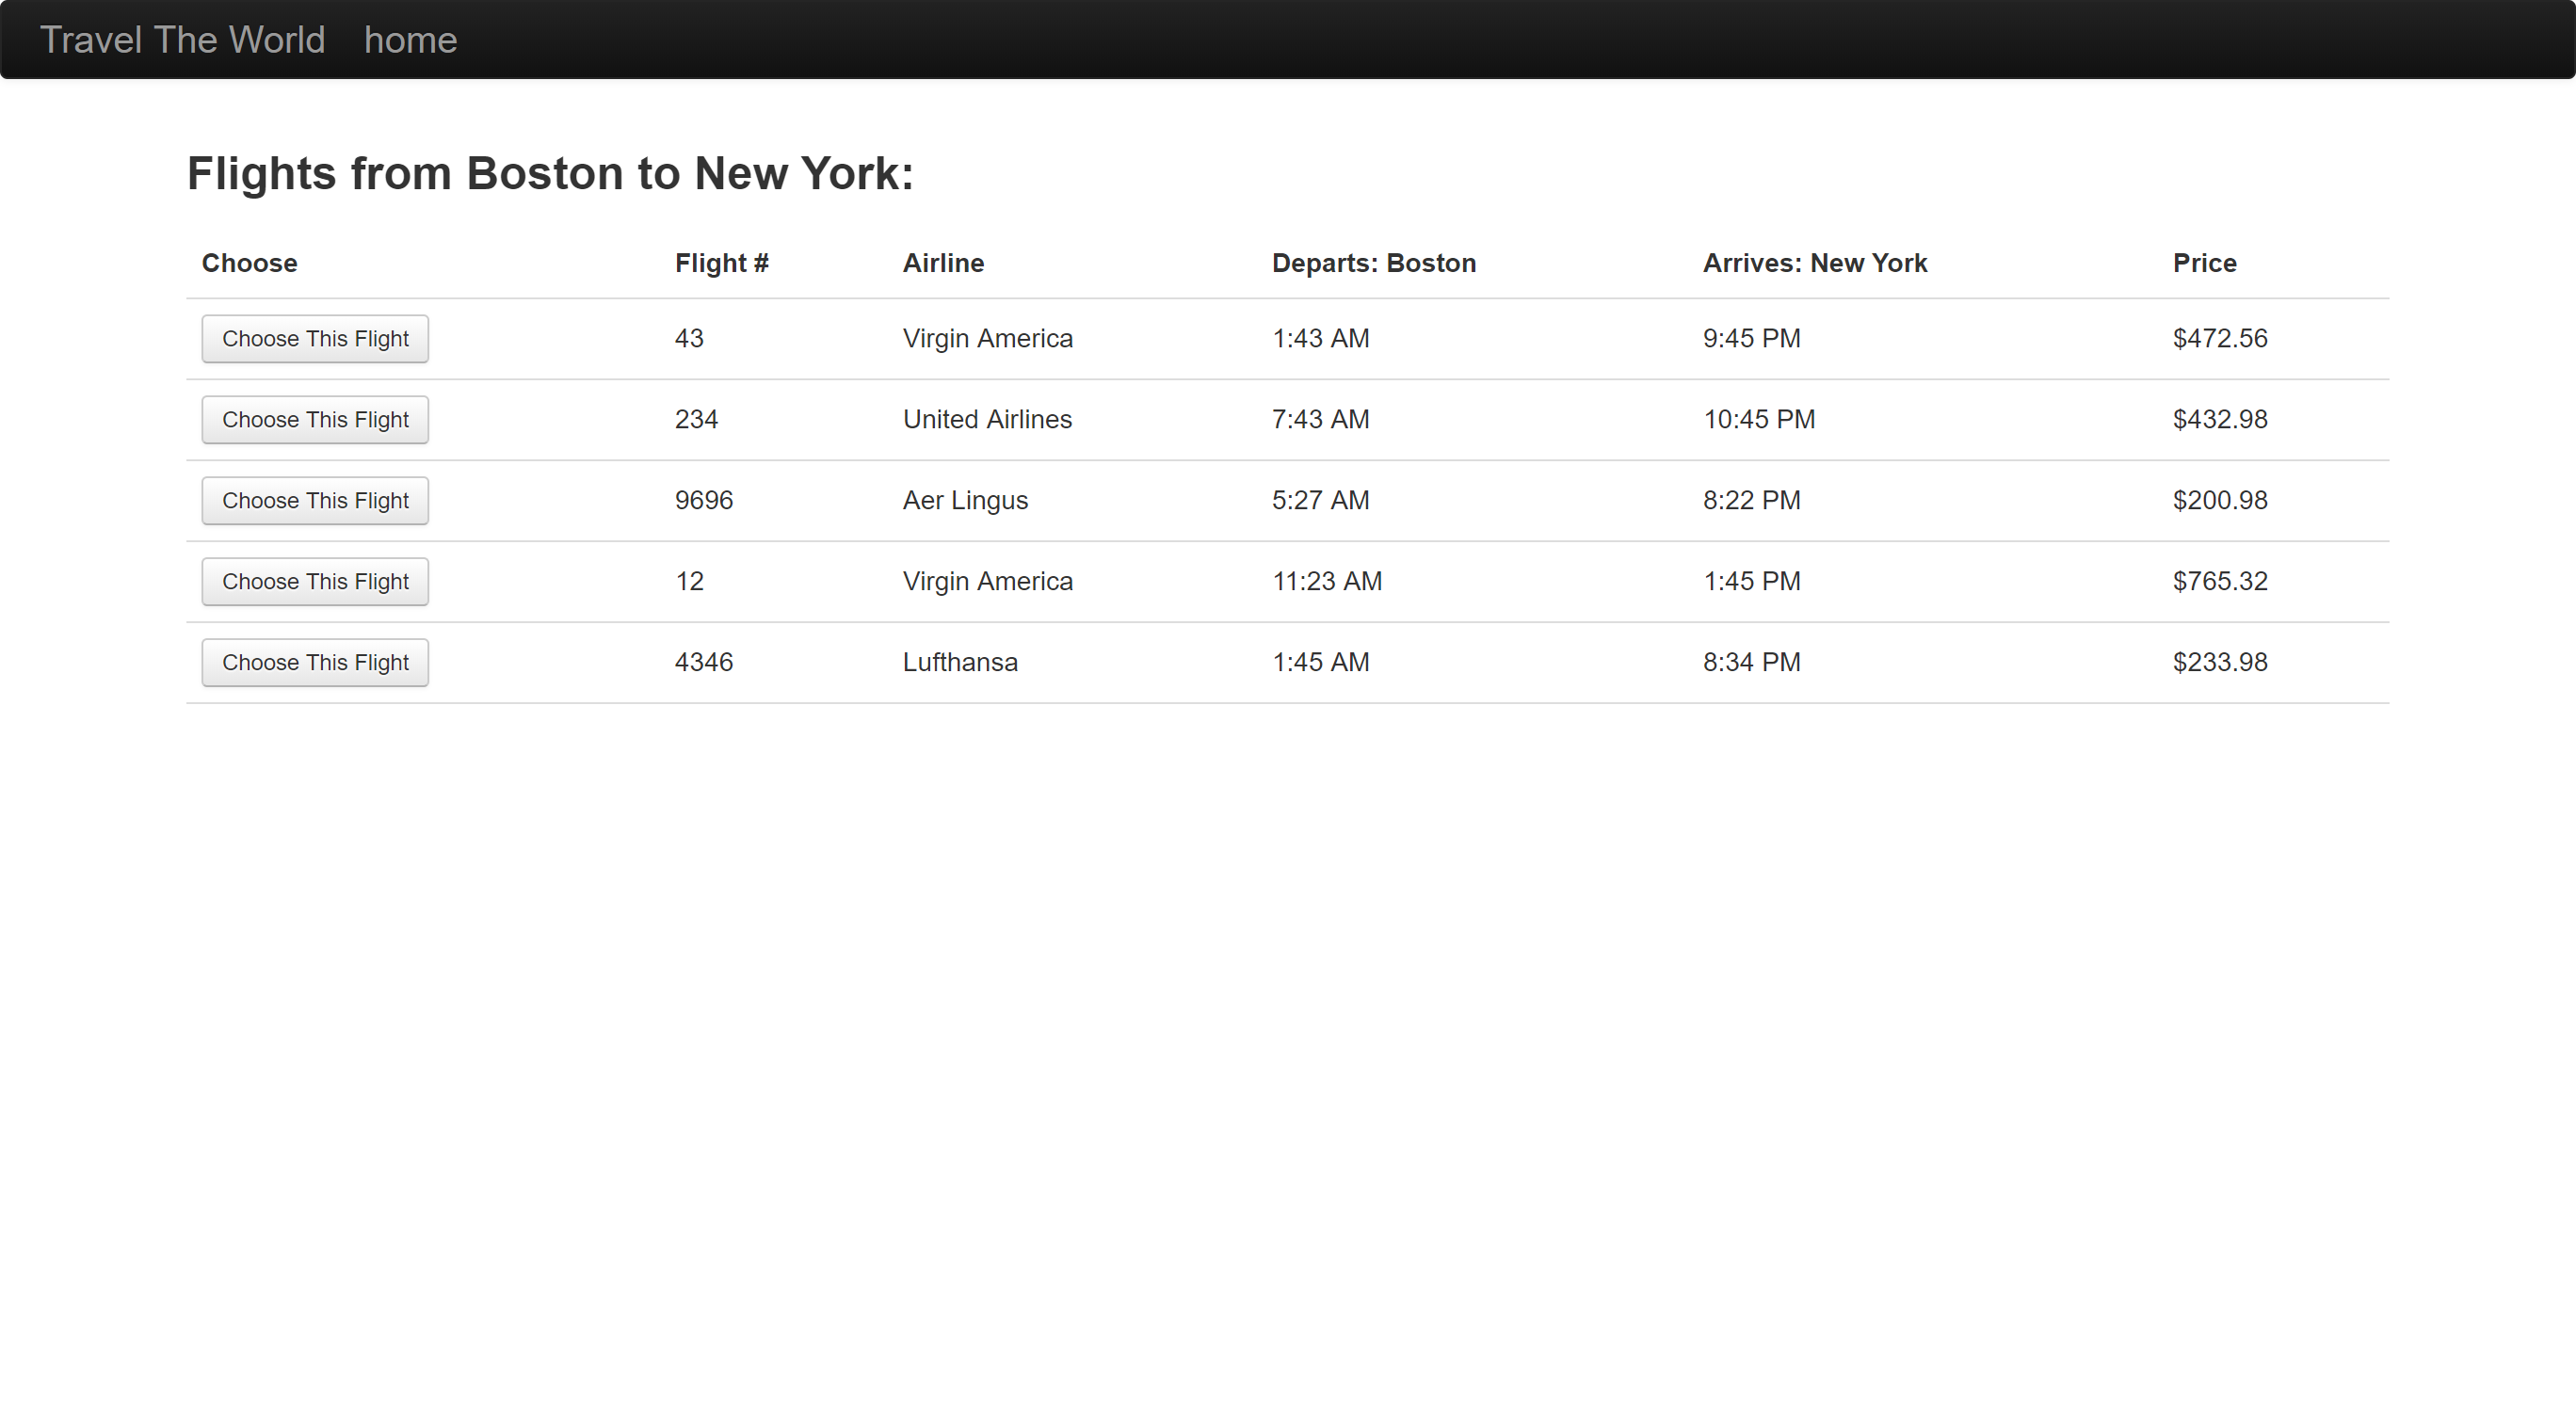 Travel The World home
Flights from Boston to New York:
Choose Flight # Airline Departs: Boston Arrives: New York Price
Choose This Flight 43 Virgin America 1:43 AM 9:45 PM $472.56
Choose This Flight 234 United Airlines 7:43 AM 10:45 PM $432.98
Choose This Flight 9696 Aer Lingus 5:27 AM 8:22 PM $200.98
Choose This Flight 12 Virgin America 11:23 AM 1:45 PM $765.32
Choose This Flight 4346 Lufthansa 1:45 AM 8:34 PM $233.98